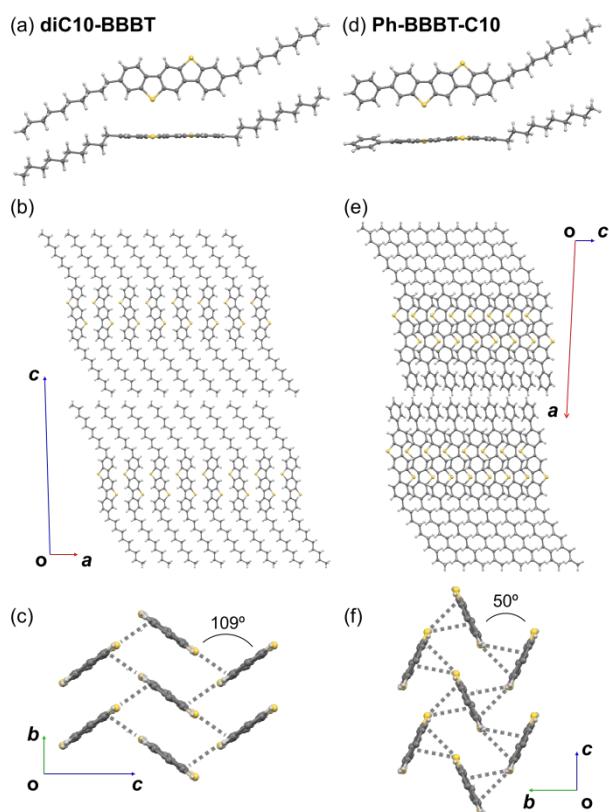 (a) diC10-BBBT
(d) Ph-BBBT-C10
(b)
(e)
o
c
a
c
o
a
(c)
109º
(f)
50º
b
o
c
c
b
o